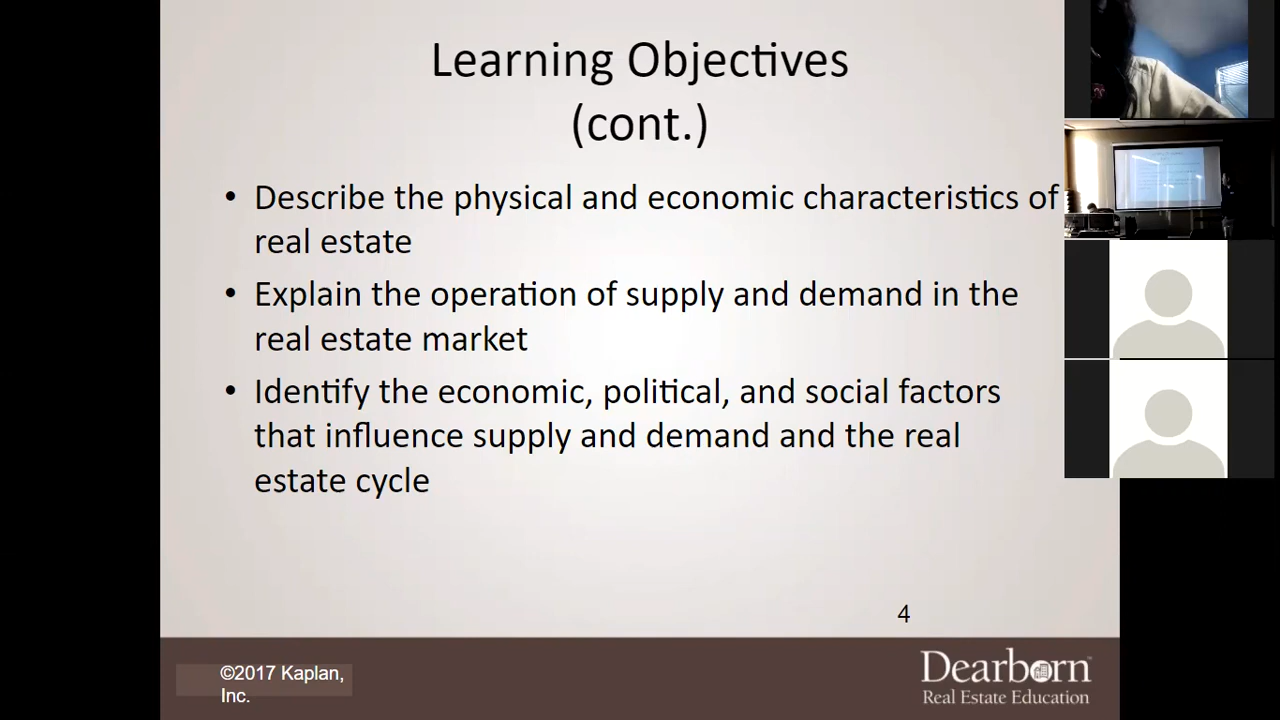 Learning Objectives
(cont.)
• Describe the physical and economic characteristics of
real estate
• Explain the operation of supply and demand in the
real estate market
• Identify the economic, political, and social factors
that influence supply and demand and the real
estate cycle
4
©2017 Kaplan,
Inc.
Dearborn™
Real Estate Education